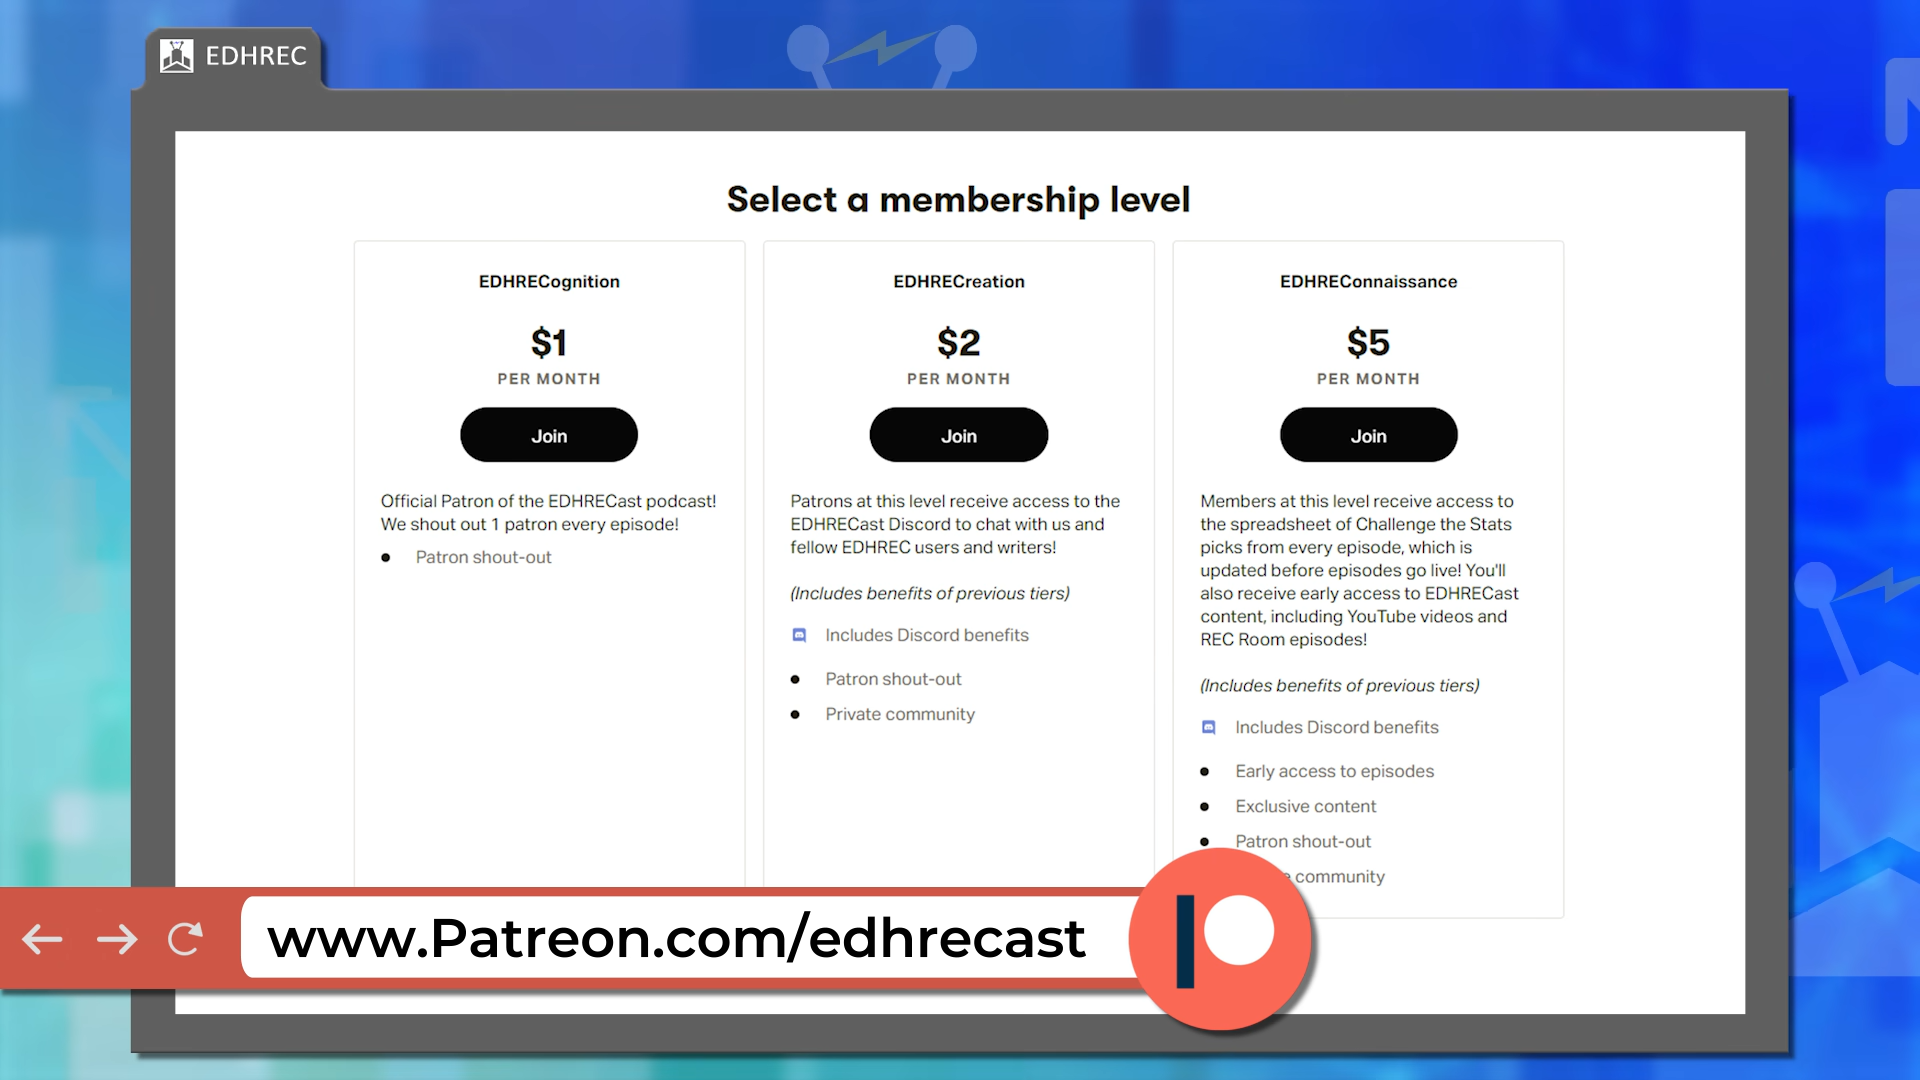 EDHREC
Select a membership level
EDHRECognition
$1
PER MONTH
Join
Official Patron of the EDHRECast podcast!
We shout out 1 patron every episode!
Patron shout-out
EDHRECreation
$2
PER MONTH
Join
Patrons at this level receive access to the
EDHRECast Discord to chat with us and
fellow EDHREC users and writers!
(Includes benefits of previous tiers)
Includes Discord benefits
Patron shout-out
Private community
EDHREConnaissance
$5
PER MONTH
Join
Members at this level receive access to
the spreadsheet of Challenge the Stats
picks from every episode, which is
updated before episodes go live! You'll
also receive early access to EDHRECast
content, including YouTube videos and
REC Room episodes!
(Includes benefits of previous tiers)
Includes Discord benefits
Early access to episodes
Exclusive content
Patron shout-out
community
www.Patreon.com/edhrecast